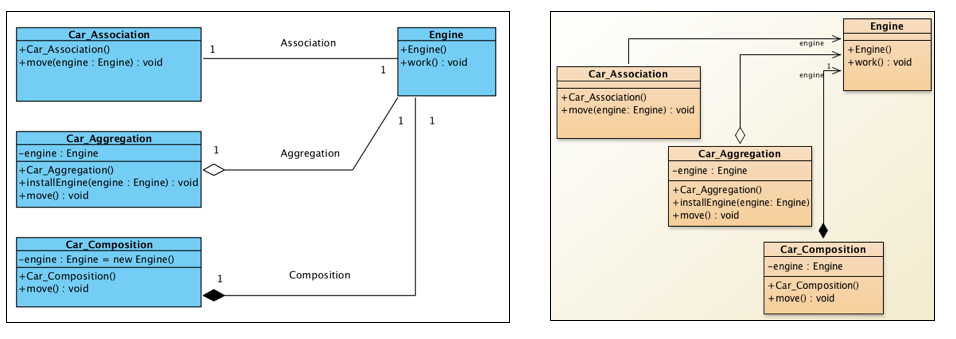 Car_Association
+Car_Association()
+move(engine : Engine) : void
1
Association
1
Engine
+Engine()
+work() : void
Car_Aggregation
-engine : Engine
+Car_Aggregation()
+installEngine(engine : Engine) : void
+move() : void
1
Aggregation
1
1
Car_Composition
-engine : Engine = new Engine()
+Car_Composition()
+move() : void
1
Composition
Engine
+Engine()
+work() : void
engine
1
engine
Car_Association
+Car_Association()
+move(engine: Engine) : void
Car_Aggregation
-engine : Engine
+Car_Aggregation()
+installEngine(engine: Engine)
+move() : void
Car_Composition
-engine : Engine
+Car_Composition()
+move() : void